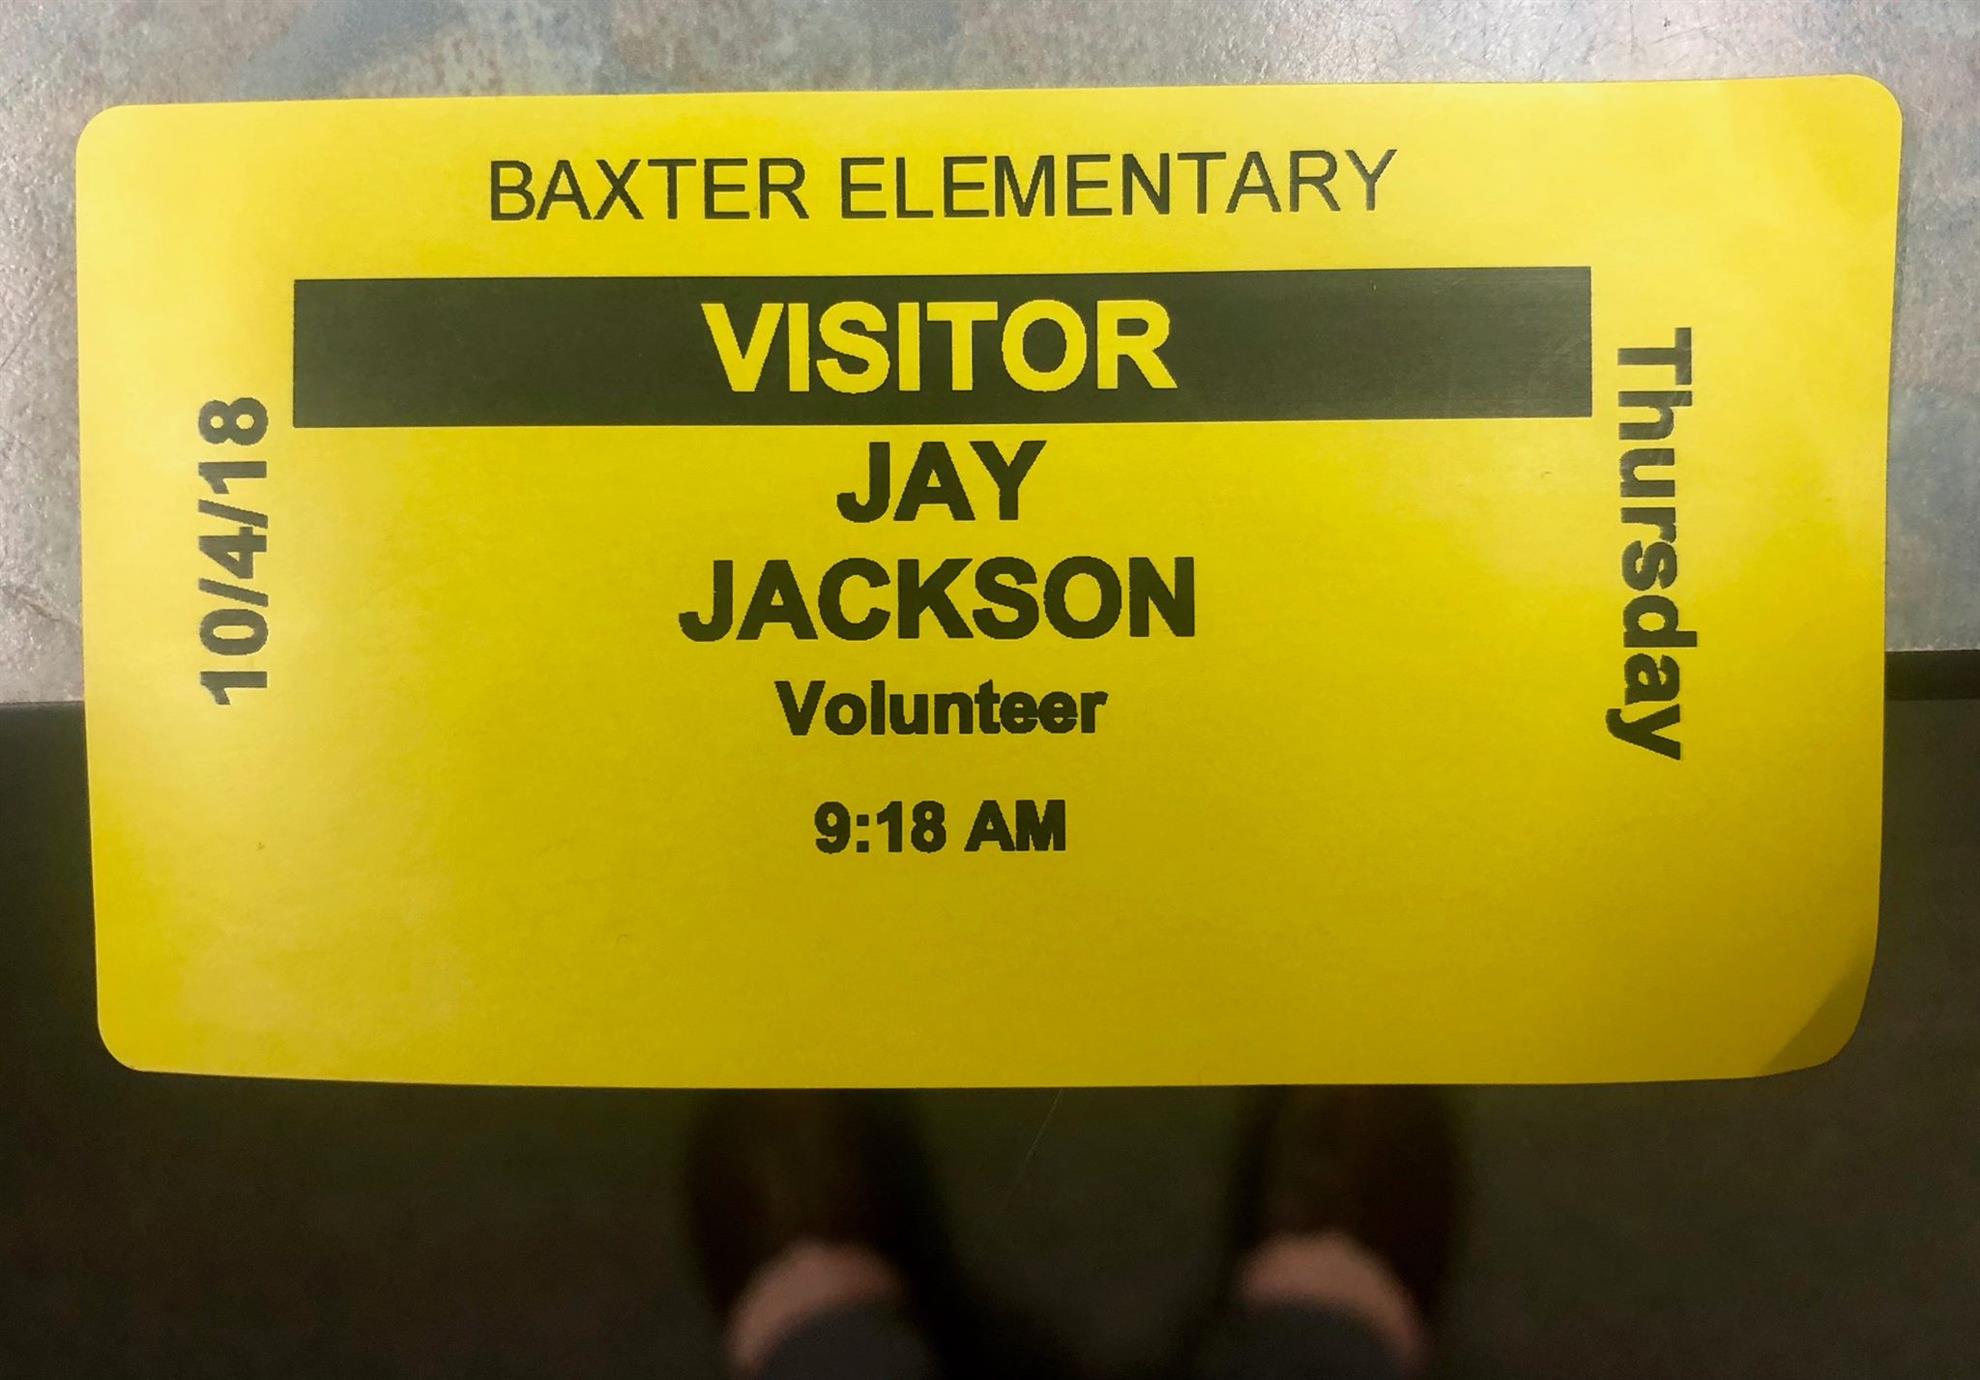 BAXTER ELEMENTARY
VISITOR
JAY
JACKSON
Volunteer
9:18 AM
10/4/18
Thursday